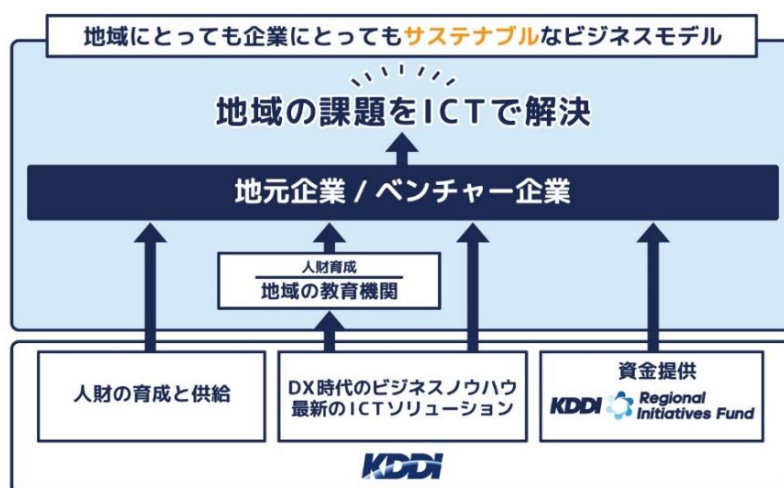 地域にとっても企業にとってもサステナブルなビジネスモデル
地域の課題をICTで解決
地元企業 / ベンチャー企業
人財育成
地域の教育機関
人財の育成と供給
DX時代のビジネスノウハウ
最新のICTソリューション
資金提供
KDDI Regional
Initiatives Fund
KDDI